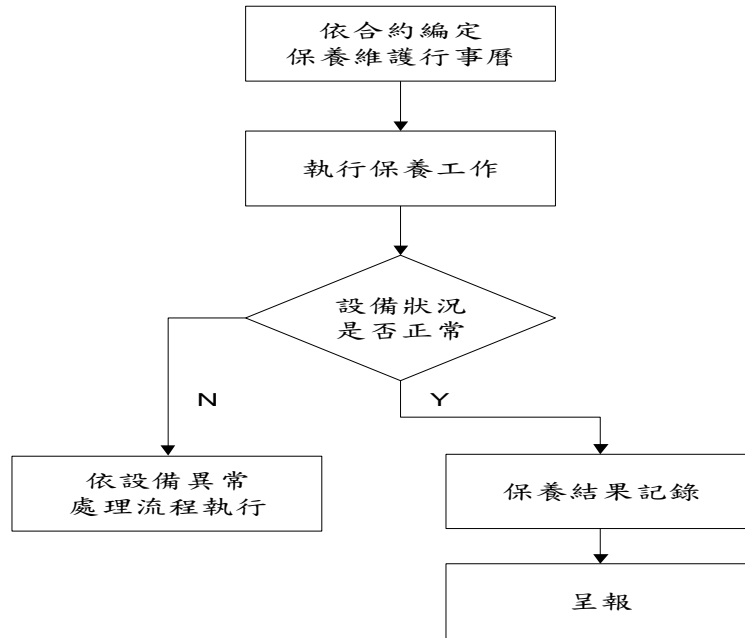 依合約編定
保養維護行事曆
執行保養工作
設備狀況
是否正常
N
Y
依設備異常
處理流程執行
保養結果記錄
呈報